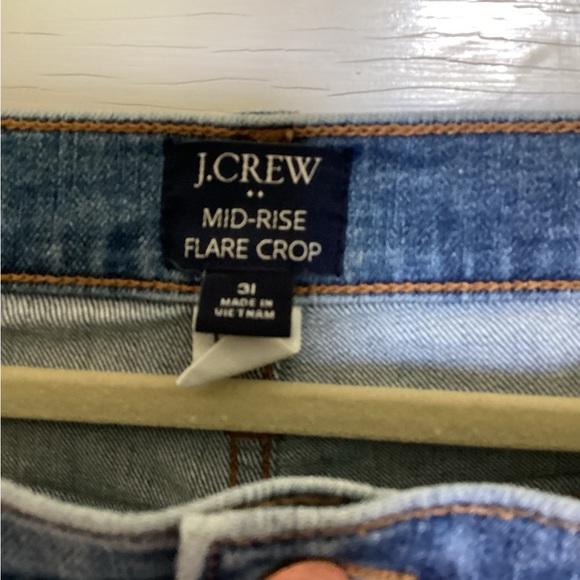 J.CREW
MID-RISE
FLARE CROP
31
MADE IN
VIETNAM